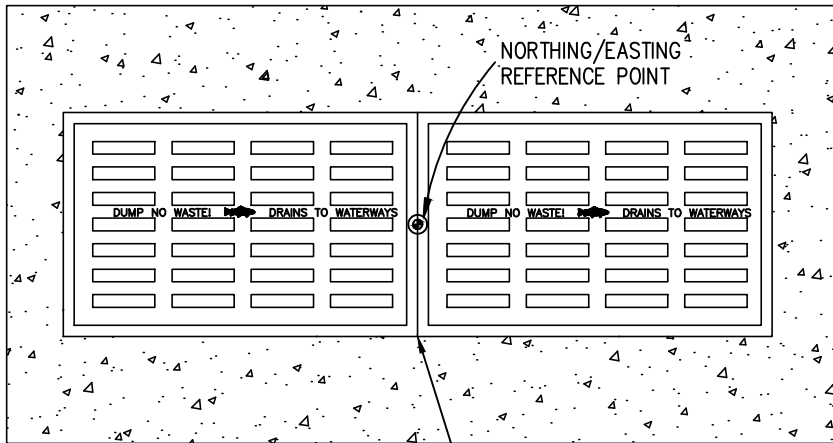 NORTHING/EASTING
REFERENCE POINT
DUMP NO WASTE! DRAINS TO WATERWAYS
DUMP NO WASTE! DRAINS TO WATERWAYS